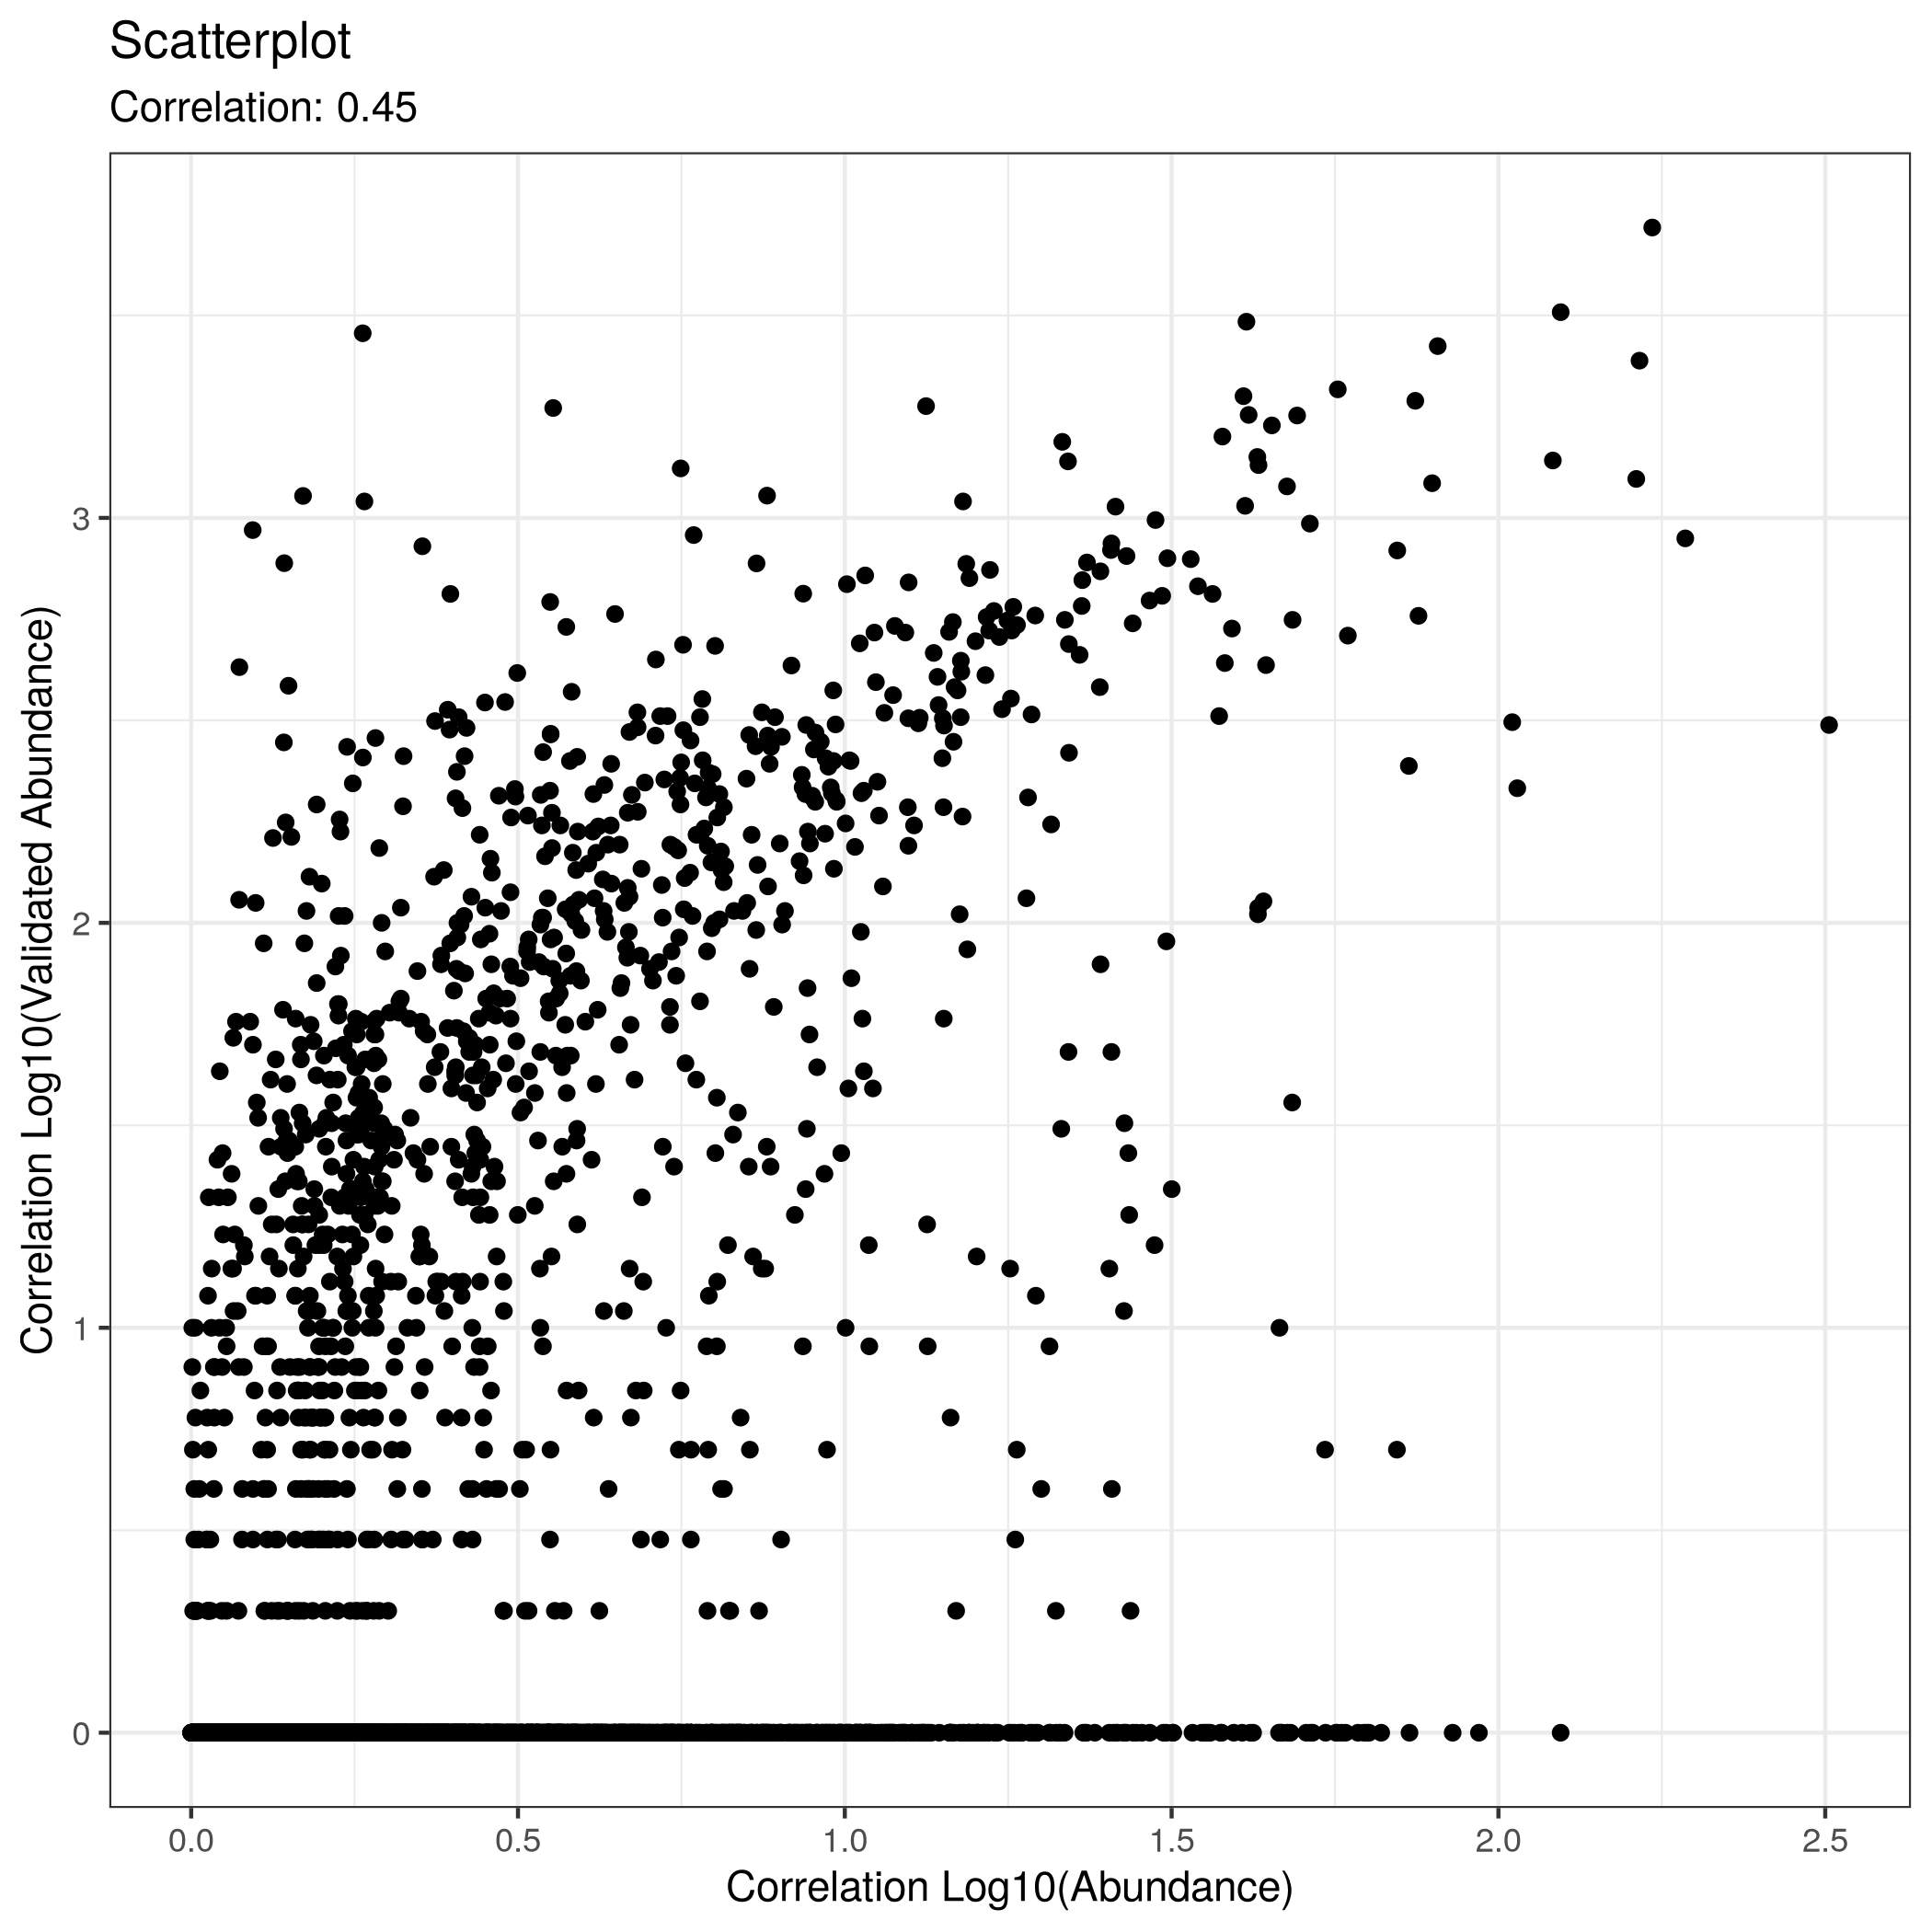 Scatterplot
Correlation: 0.45
Correlation Log10(Validated Abundance)
3
2
1
0
0.0 0.5 1.0 1.5 2.0 2.5
Correlation Log10(Abundance)